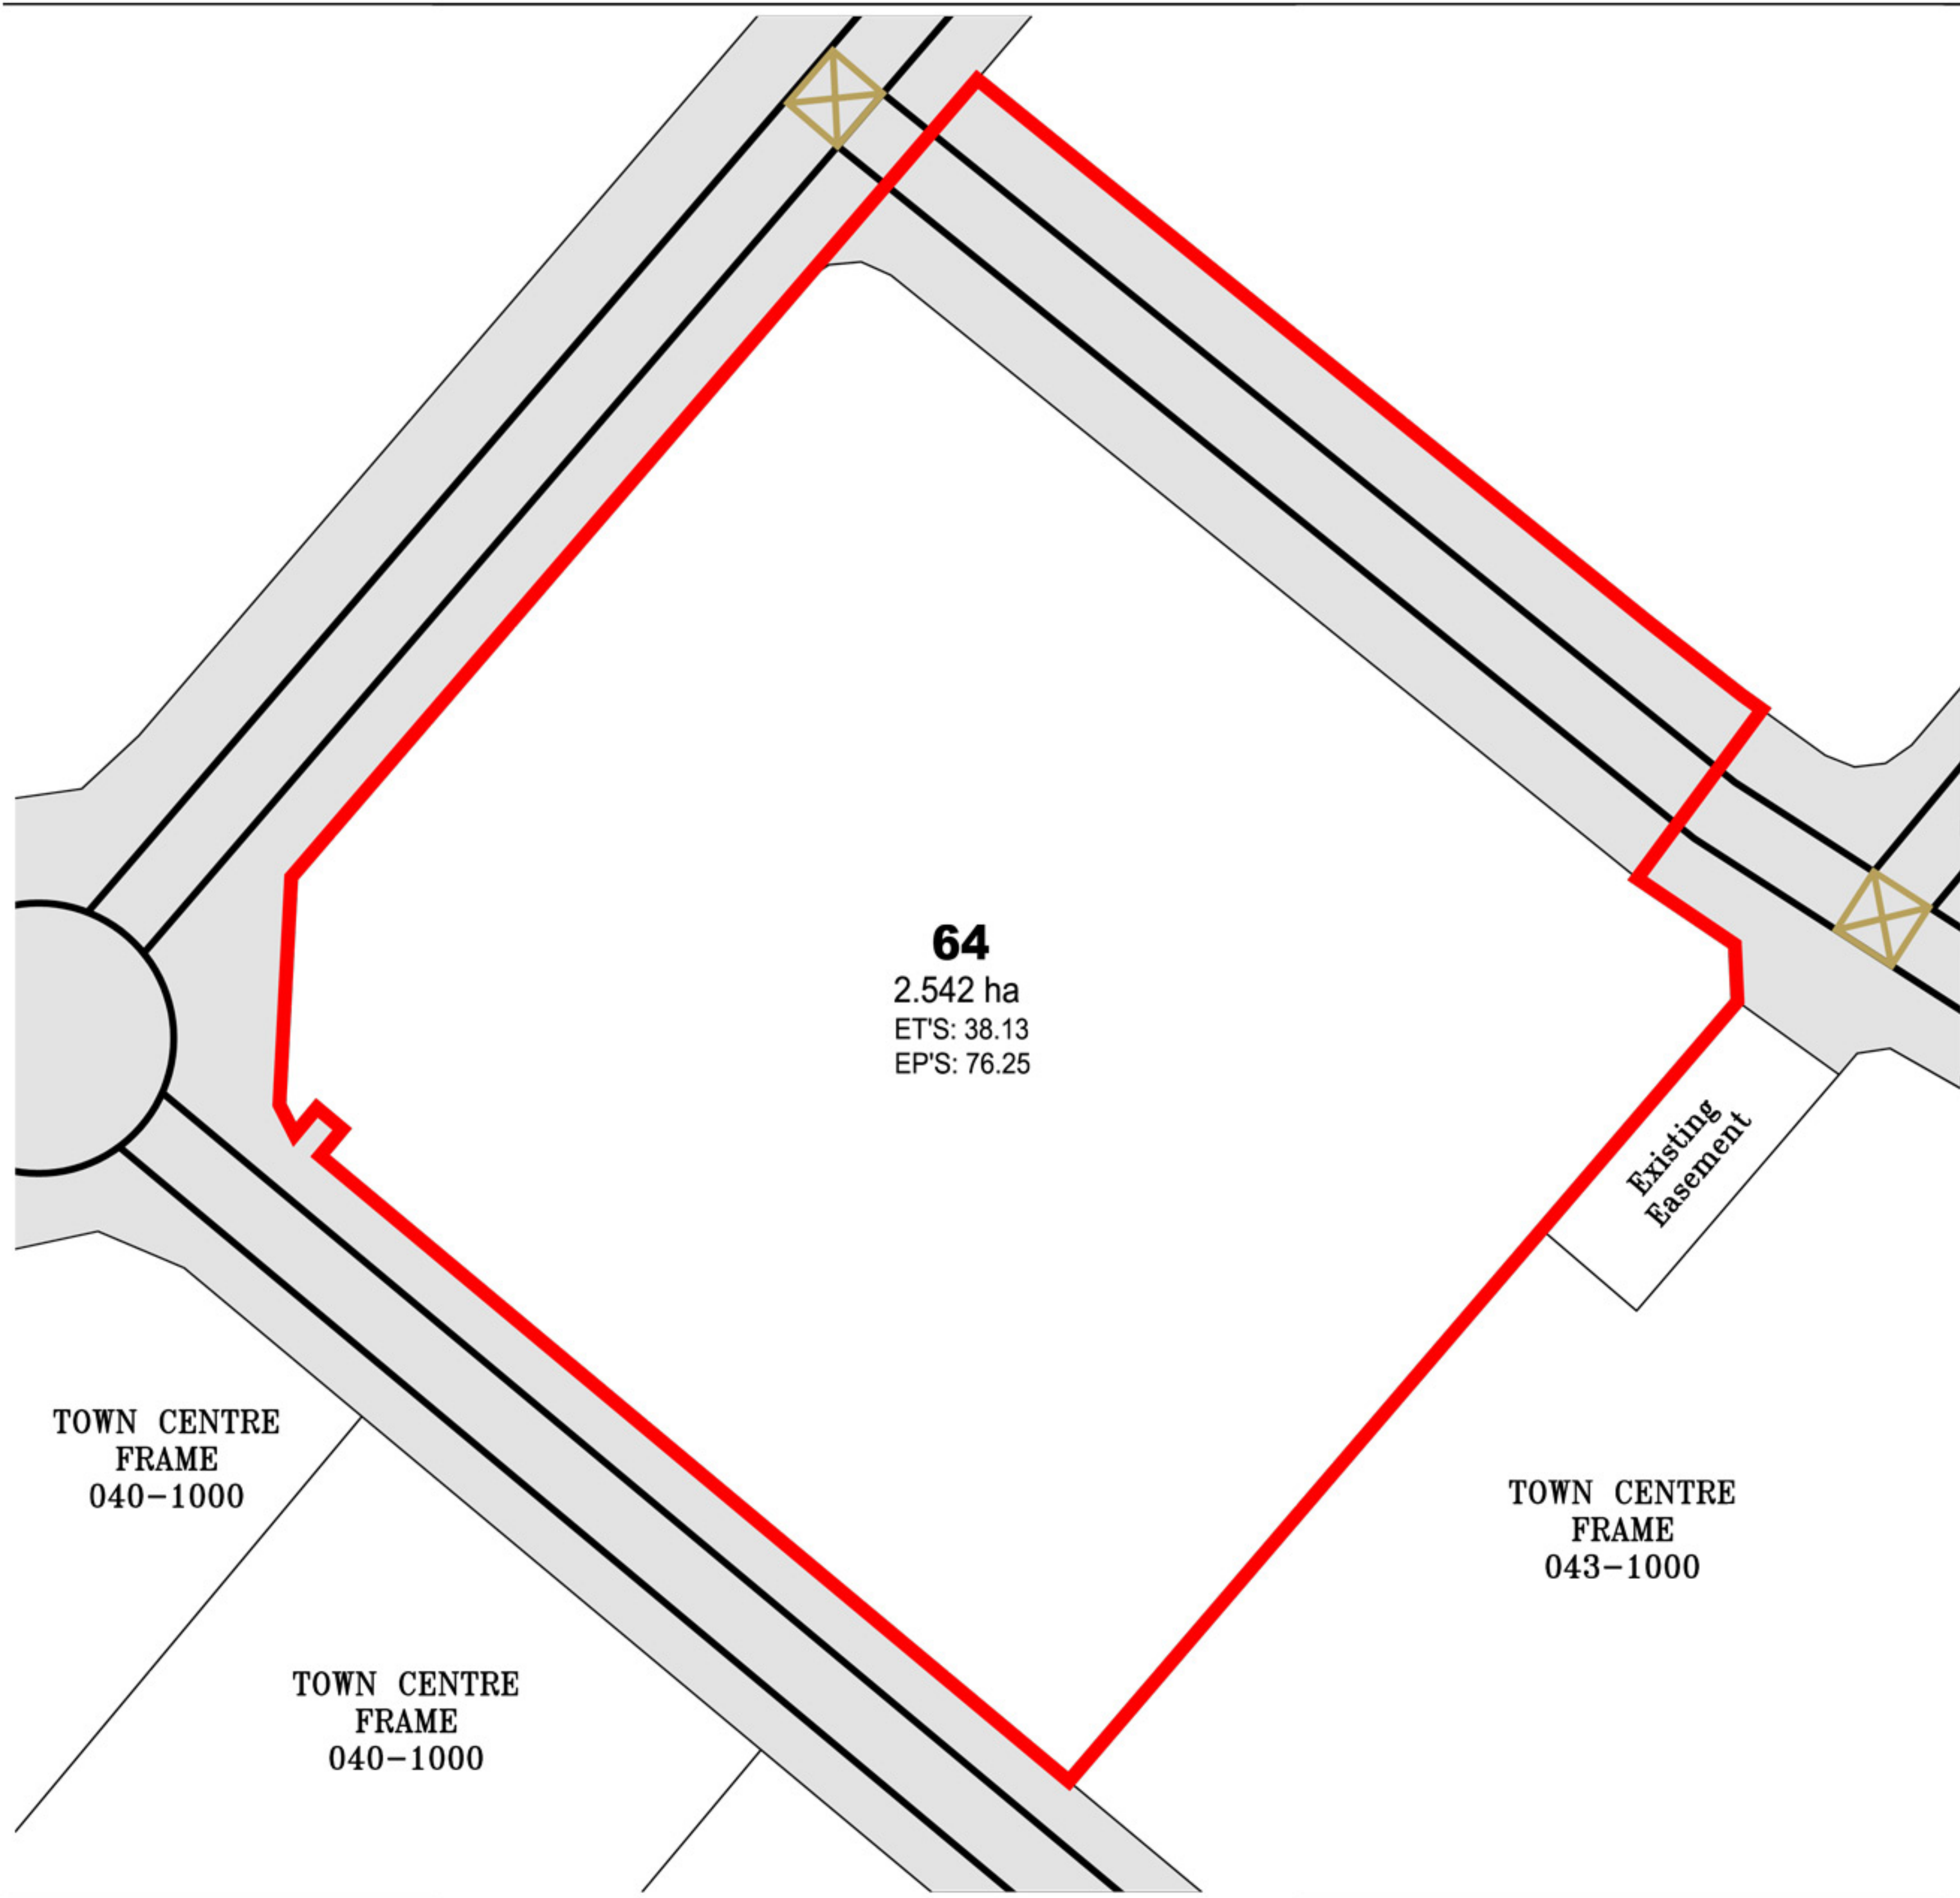 64
2.542 ha
ET'S: 38.13
EP'S: 76.25
Existing
Easement
TOWN CENTRE
FRAME
040-1000
TOWN CENTRE
FRAME
043-1000
TOWN CENTRE
FRAME
040-1000